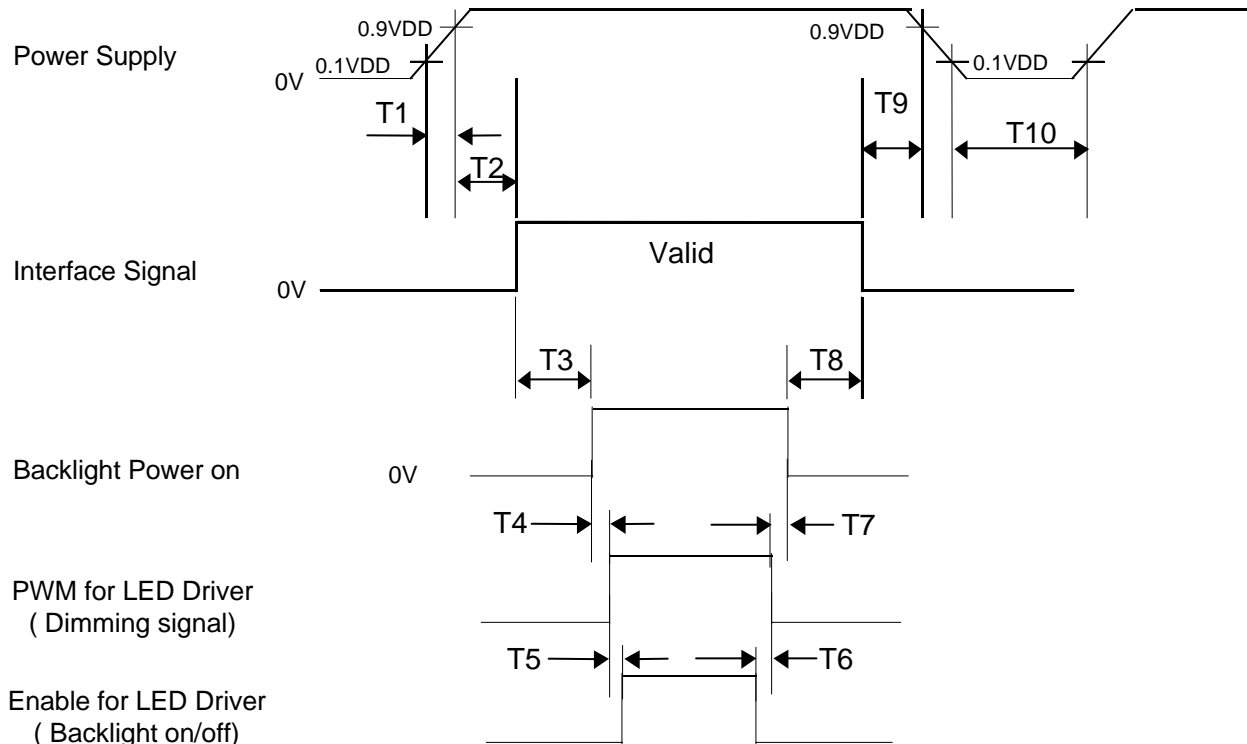 0.9VDD
0.9VDD
Power Supply
0.1VDD
0.1VDD
0V
T1
T9
T10
T2
Valid
Interface Signal
0V
T3
T8
Backlight Power on
0V
T4
T7
PWM for LED Driver
( Dimming signal)
T5
T6
Enable for LED Driver
( Backlight on/off)